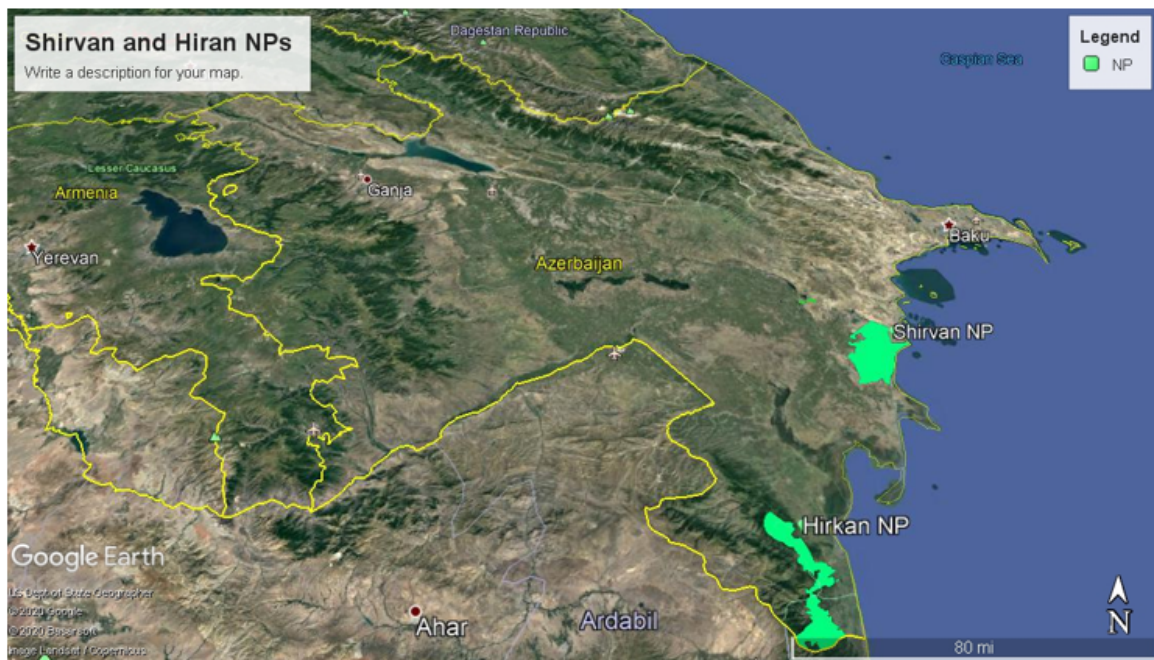 Shirvan and Hiran NPs
Write a description for your map.
Legend
NP
Dagestan Republic
Caspian Sea
Lesser Caucasus
Armenia
Ganja
Yerevan
Baku
Azerbaijan
Shirvan NP
Hirkan NP
Google Earth
US Dept of State Geographer
© 2020 Google
© 2020 Basarsoft
Image Landsat / Copernicus
Ahar
Ardabil
N
80 mi